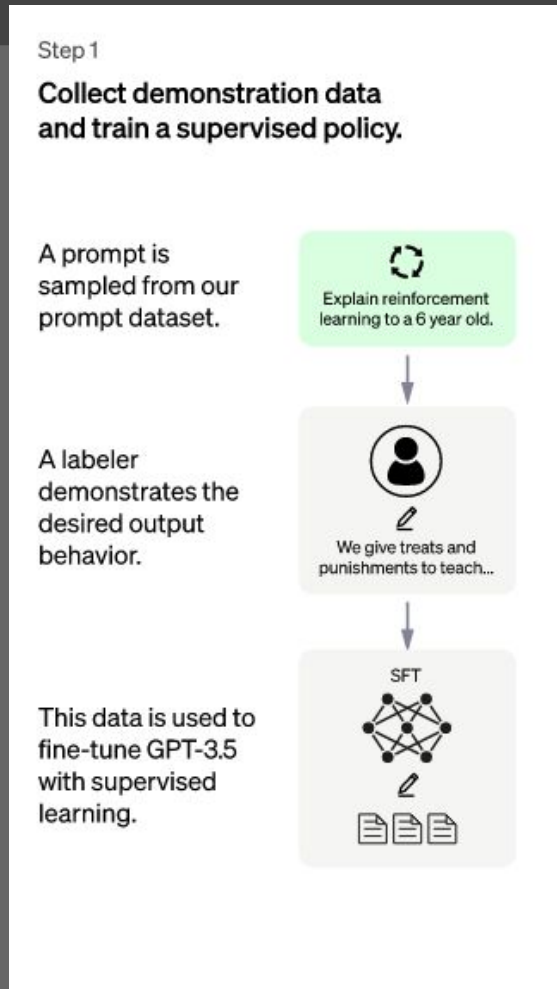 Step 1
Collect demonstration data
and train a supervised policy.
A prompt is
sampled from our
prompt dataset.
Explain reinforcement
learning to a 6 year old.
A labeler
demonstrates the
desired output
behavior.
We give treats and
punishments to teach...
This data is used to
fine-tune GPT-3.5
with supervised
learning.
SFT